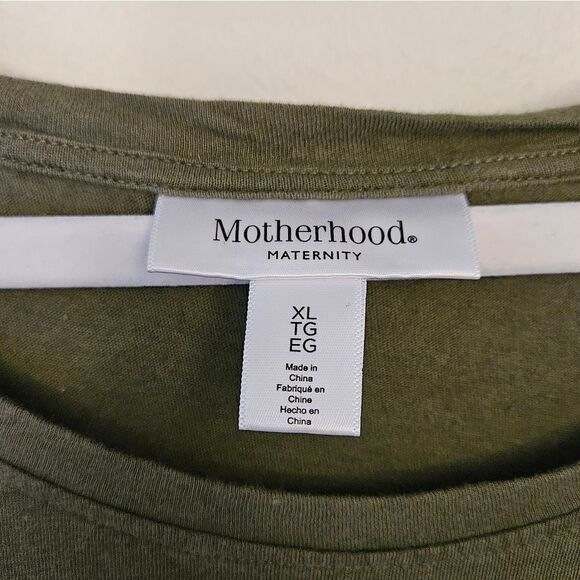 Motherhood®
MATERNITY
XL
TG
EG
Made in
China
Fabriqué en
Chine
Hecho en
China